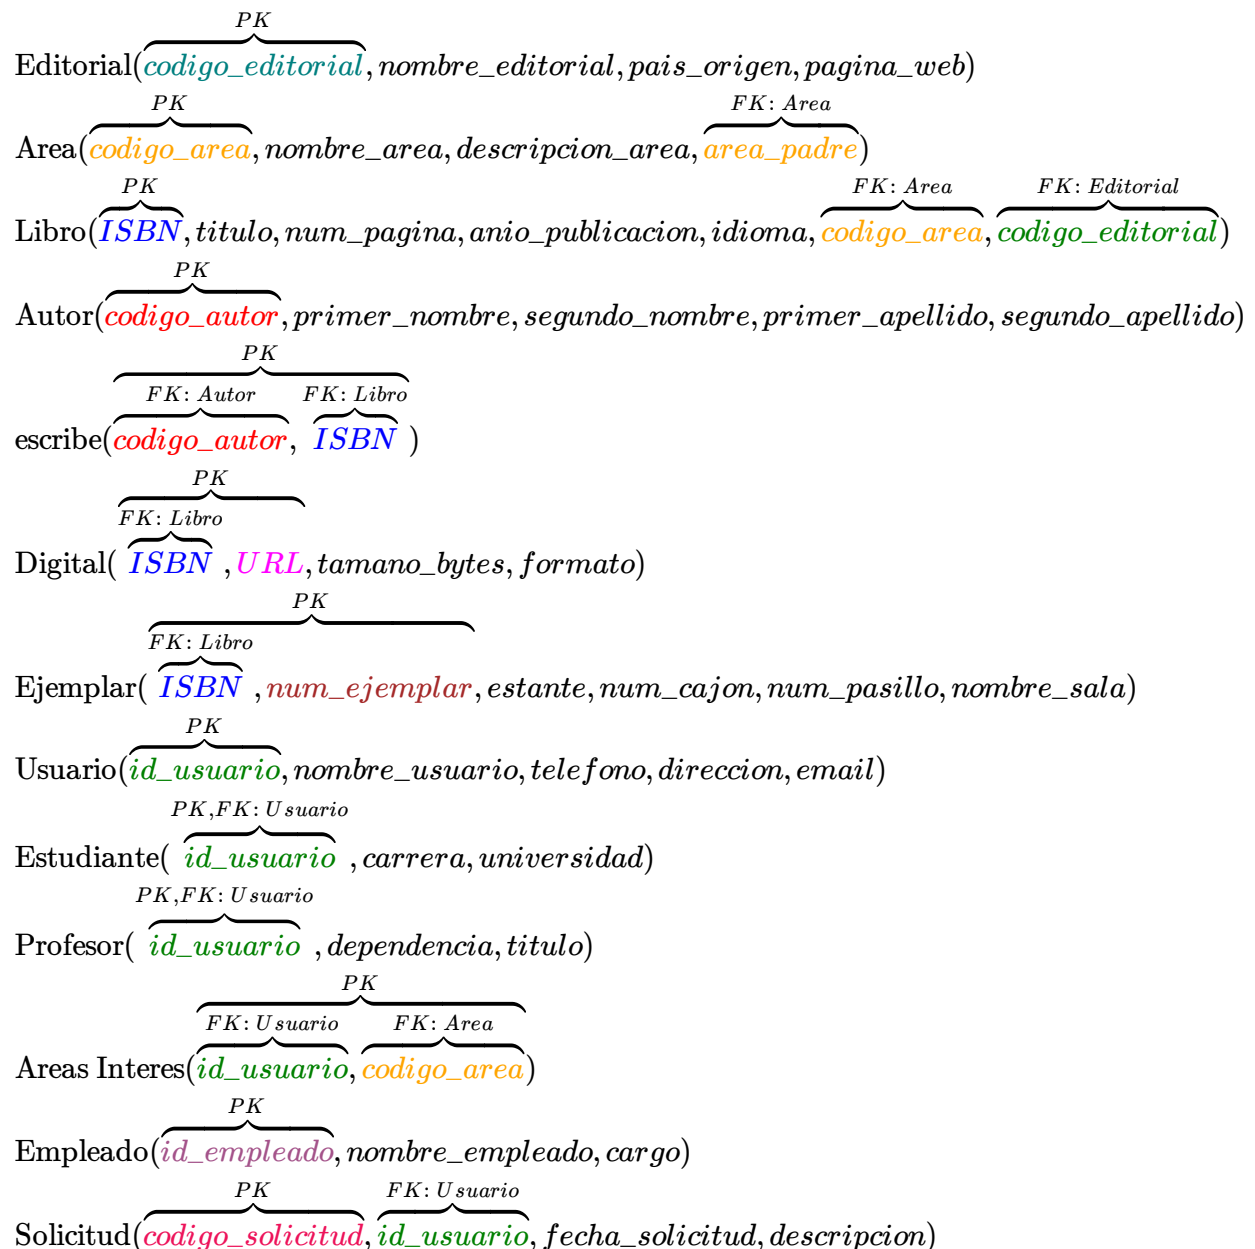 PK
Editorial(codigo_editorial, nombre_editorial, pais_origen, pagina_web)
PK FK: Area
Area(codigo_area, nombre_area, descripcion_area, area_padre)
PK FK: Area FK: Editorial
Libro(ISBN, titulo, num_pagina, anio_publicacion, idioma, codigo_area, codigo_editorial)
PK
Autor(codigo_autor, primer_nombre, segundo_nombre, primer_apellido, segundo_apellido)
PK
FK: Autor FK: Libro
escribe(codigo_autor, ISBN )
PK
FK: Libro
Digital( ISBN , URL, tamano_bytes, formato)
PK
FK: Libro
Ejemplar( ISBN , num_ejemplar, estante, num_cajon, num_pasillo, nombre_sala)
PK
Usuario(id_usuario, nombre_usuario, telefono, direccion, email)
PK,FK: Usuario
Estudiante( id_usuario , carrera, universidad)
PK,FK: Usuario
Profesor( id_usuario , dependencia, titulo)
PK
FK: Usuario FK: Area
Areas Interes(id_usuario, codigo_area)
PK
Empleado(id_empleado, nombre_empleado, cargo)
PK FK: Usuario
Solicitud(codigo_solicitud, id_usuario, fecha_solicitud, descripcion)